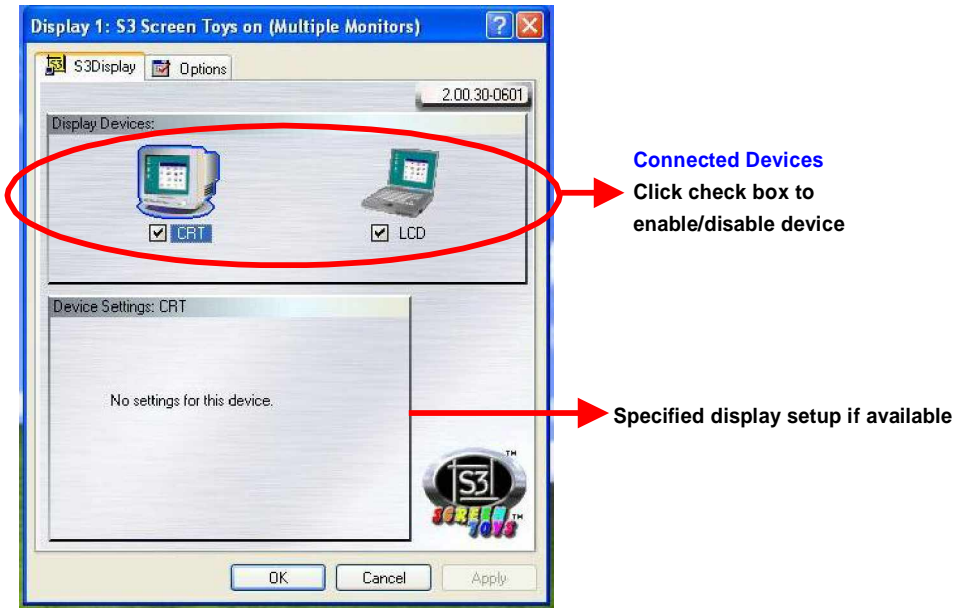 Display 1: S3 Screen Toys on (Multiple Monitors)
S3Display
Options
2.00.30-0601
Display Devices:
CRT
LCD
Connected Devices
Click check box to
enable/disable device
Device Settings: CRT
No settings for this device.
Specified display setup if available
TM
S3
SCREEN
TOYS
TM
OK
Cancel
Apply